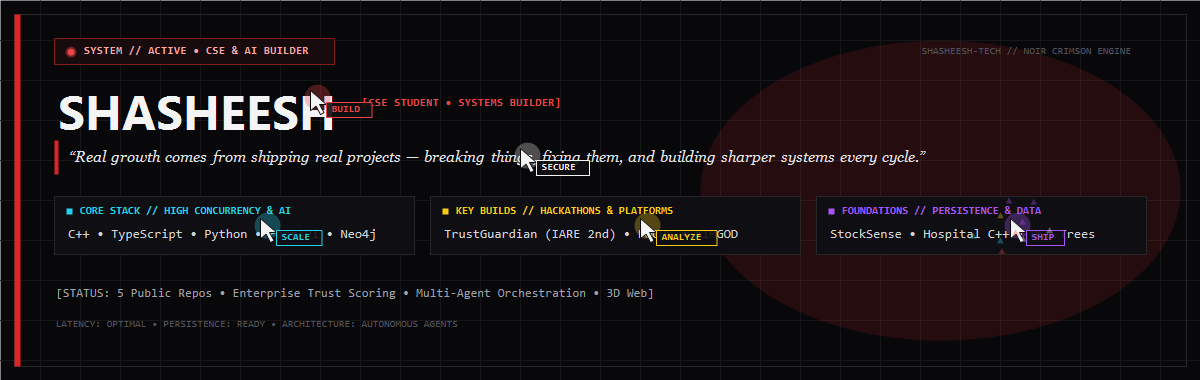 SYSTEM // ACTIVE • CSE & AI BUILDER
SHASHEESH-TECH // NOIR CRIMSON ENGINE
SHASHEESH
BUILD
[CSE STUDENT • SYSTEMS BUILDER]
“Real growth comes from shipping real projects — breaking things, fixing them, and building sharper systems every cycle.”
SECURE
■ CORE STACK // HIGH CONCURRENCY & AI
C++ • TypeScript • Python • • Neo4j
SCALE
■ KEY BUILDS // HACKATHONS & PLATFORMS
TrustGuardian (IARE 2nd) • GOD
ANALYZE
■ FOUNDATIONS // PERSISTENCE & DATA
StockSense • Hospital C++
SHIP
[STATUS: 5 Public Repos • Enterprise Trust Scoring • Multi-Agent Orchestration • 3D Web]
LATENCY: OPTIMAL • PERSISTENCE: READY • ARCHITECTURE: AUTONOMOUS AGENTS